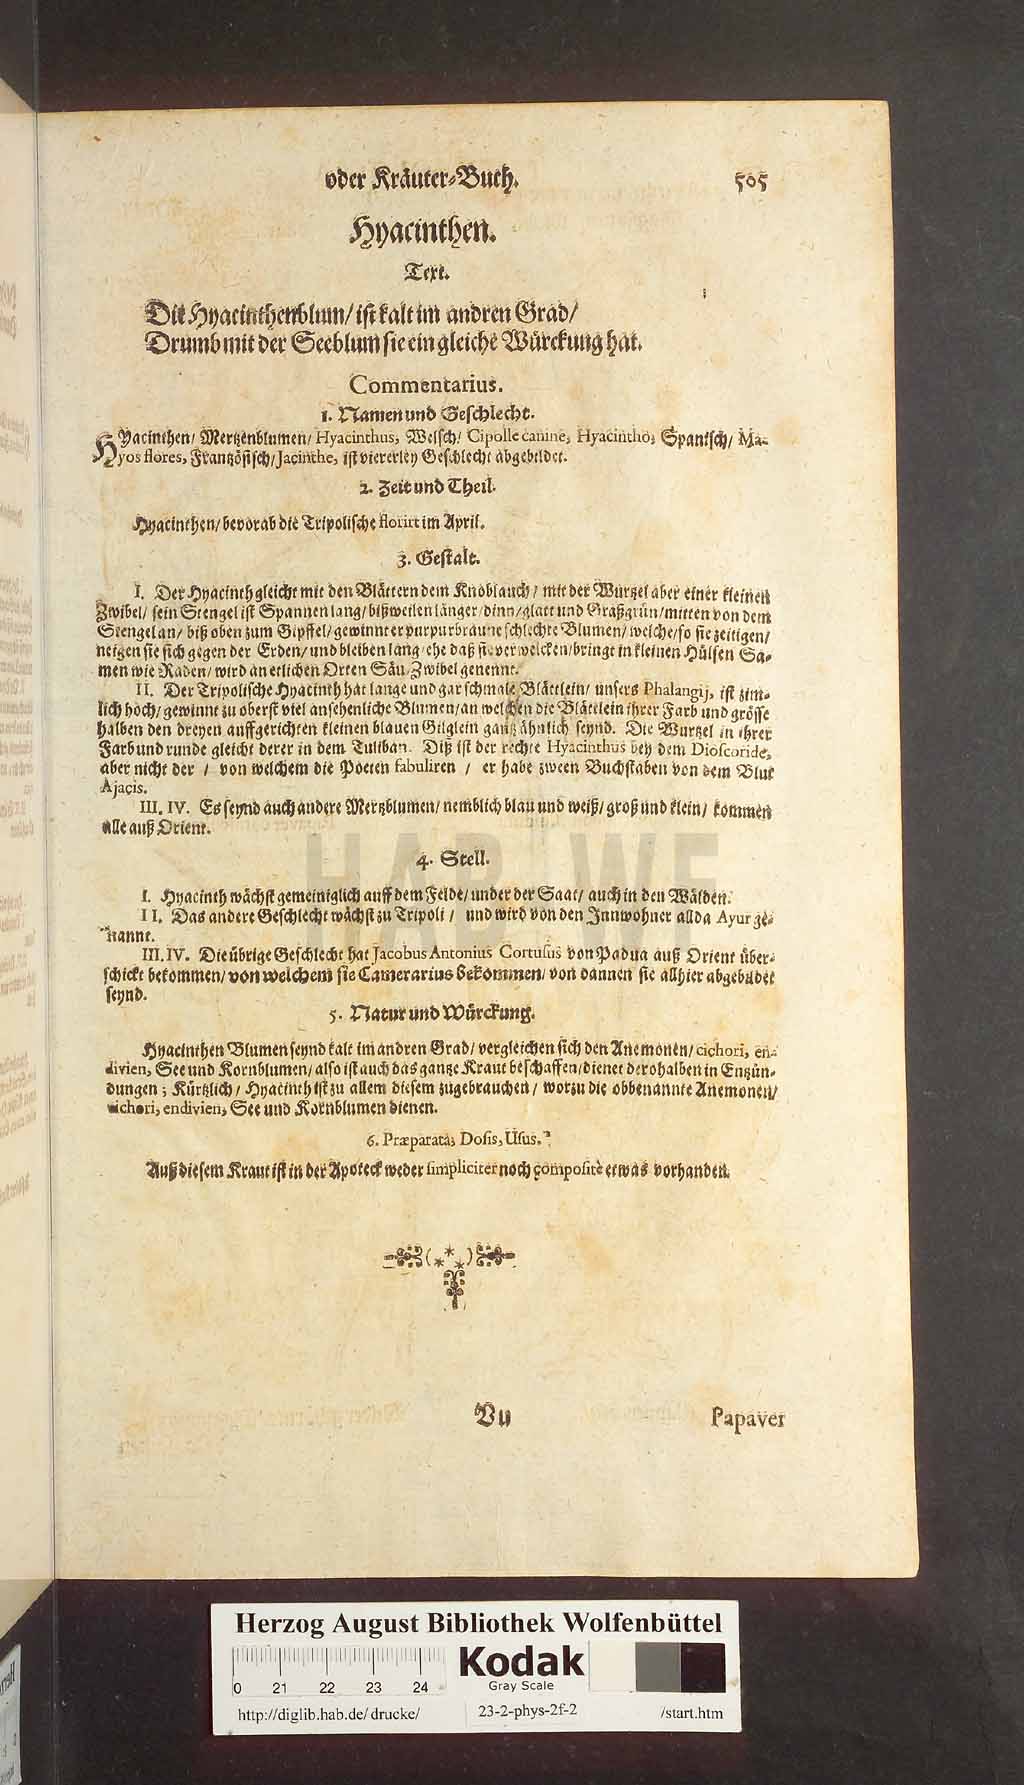 oder Kräuter-Buch. 505
Hyacinthen.
Text.
Die Hyacinthenblum/ ist kalt im andren Grad/
Drumb mit der Seeblum sie ein gleiche Würckung hat.
Commentarius.
1. Namen und Geschlecht.
HYacinthen/ Mertzenblumen/ Hyacinthus, Welsch/ Cipolle canine, Hyacintho, Spanisch/ Ma-
yos flores, Frantzösisch/ Jacinthe, ist viererley Geschlecht abgebildet.
2. Zeit und Theil.
Hyacinthen/ bevorab die Tripolische florirt im April.
3. Gestalt.
I. Der Hyacinth gleicht mit den Blättern dem Knoblauch/ mit der Wurtzel aber einer kleinen
Zwibel/ sein Stengel ist Spannen lang/ bißweilen länger/ dinn/ glatt und Graßgrün/ mitten von dem
Stengel an/ biß oben zum Gipffel/ gewinnt er purpurbraune schlechte Blumen/ welche/ so sie zeitigen/
neigen sie sich gegen der Erden/ und bleiben lang/ ehe daß sie verwelcken/ bringt in kleinen Hülsen Sa-
men wie Raden/ wird an etlichen Orten Säu-Zwibel genennt.
II. Der Tripolische Hyacinth hat lange und gar schmale Blättlein/ unsers Phalangij, ist zim-
lich hoch/ gewinnt zu oberst viel ansehenliche Blumen/ an welchen die Blättlein ihrer Farb und grösse
halben den dreyen auffgerichten kleinen blauen Gilglein gantz ähnlich seynd. Die Wurtzel in ihrer
Farb und runde gleicht derer in dem Tuliban. Diß ist der rechte Hyacinthus bey dem Dioscoride,
aber nicht der / von welchem die Poeten fabuliren / er habe zween Buchstaben von dem Blut
Ajacis.
III. IV. Es seynd auch andere Mertzblumen/ nemblich blau und weiß/ groß und klein/ kommen
alle auß Orient.
4. Stell.
I. Hyacinth wächst gemeiniglich auff dem Felde/ under der Saat/ auch in den Wälden.
II. Das andere Geschlecht wächst zu Tripoli / und wird von den Innwohner allda Ayur ge-
nannt.
III. IV. Die übrige Geschlecht hat Jacobus Antonius Cortusus von Padua auß Orient über-
schickt bekommen/ von welchem sie Camerarius bekommen/ von dannen sie allhier abgebildet
seynd.
5. Natur und Würckung.
Hyacinthen Blumen seynd kalt im andren Grad/ vergleichen sich den Anemonen/ cichori, en-
divien, See und Kornblumen/ also ist auch das gantze Kraut beschaffen/ dienet derohalben in Entzün-
dungen; Kürtzlich/ Hyacinth ist zu allem diesem zugebrauchen/ worzu die obbenannte Anemonen/
cichori, endivien, See und Kornblumen dienen.
6. Præparata, Dosis, Usus.
Auß diesem Kraut ist in der Apoteck weder simpliciter noch compositè etwas vorhanden.
Vu Papaver
HAB WF
Herzog August Bibliothek Wolfenbüttel
0 21 22 23 24 Kodak
Gray Scale
http://diglib.hab.de/drucke/ 23-2-phys-2f-2 /start.htm